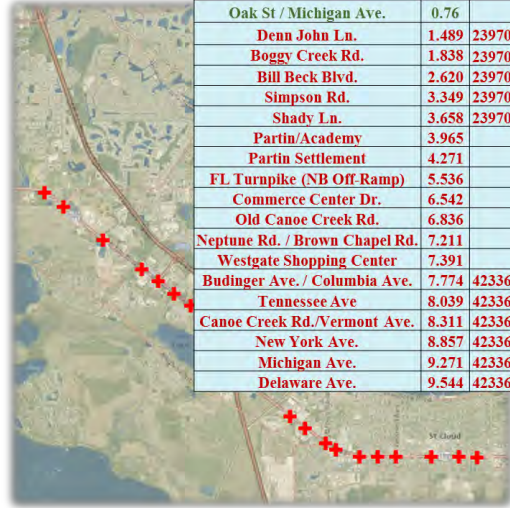 Oak St / Michigan Ave. 0.76
Denn John Ln. 1.489 23970
Boggy Creek Rd. 1.838 23970
Bill Beck Blvd. 2.620 23970
Simpson Rd. 3.349 23970
Shady Ln. 3.658 23970
Partin/Academy 3.965
Partin Settlement 4.271
FL Turnpike (NB Off-Ramp) 5.536
Commerce Center Dr. 6.542
Old Canoe Creek Rd. 6.836
Neptune Rd. / Brown Chapel Rd. 7.211
Westgate Shopping Center 7.391
Budinger Ave. / Columbia Ave. 7.774 42336
Tennessee Ave 8.039 42336
Canoe Creek Rd./Vermont Ave. 8.311 42336
New York Ave. 8.857 42336
Michigan Ave. 9.271 42336
Delaware Ave. 9.544 42336
St Cloud